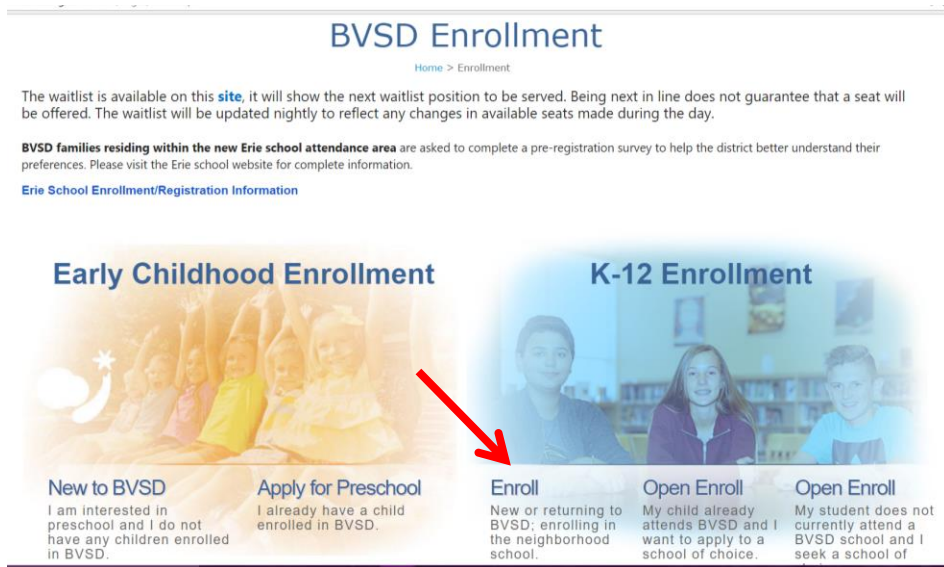 BVSD Enrollment
Home > Enrollment
The waitlist is available on this site, it will show the next waitlist position to be served. Being next in line does not guarantee that a seat will
be offered. The waitlist will be updated nightly to reflect any changes in available seats made during the day.
BVSD families residing within the new Erie school attendance area are asked to complete a pre-registration survey to help the district better understand their
preferences. Please visit the Erie school website for complete information.
Erie School Enrollment/Registration Information
Early Childhood Enrollment
New to BVSD
I am interested in
preschool and I do not
have any children enrolled
in BVSD.
Apply for Preschool
I already have a child
enrolled in BVSD.
K-12 Enrollment
Enroll
New or returning to
BVSD; enrolling in
the neighborhood
school.
Open Enroll
My child already
attends BVSD and I
want to apply to a
school of choice.
Open Enroll
My student does not
currently attend a
BVSD school and I
seek a school of